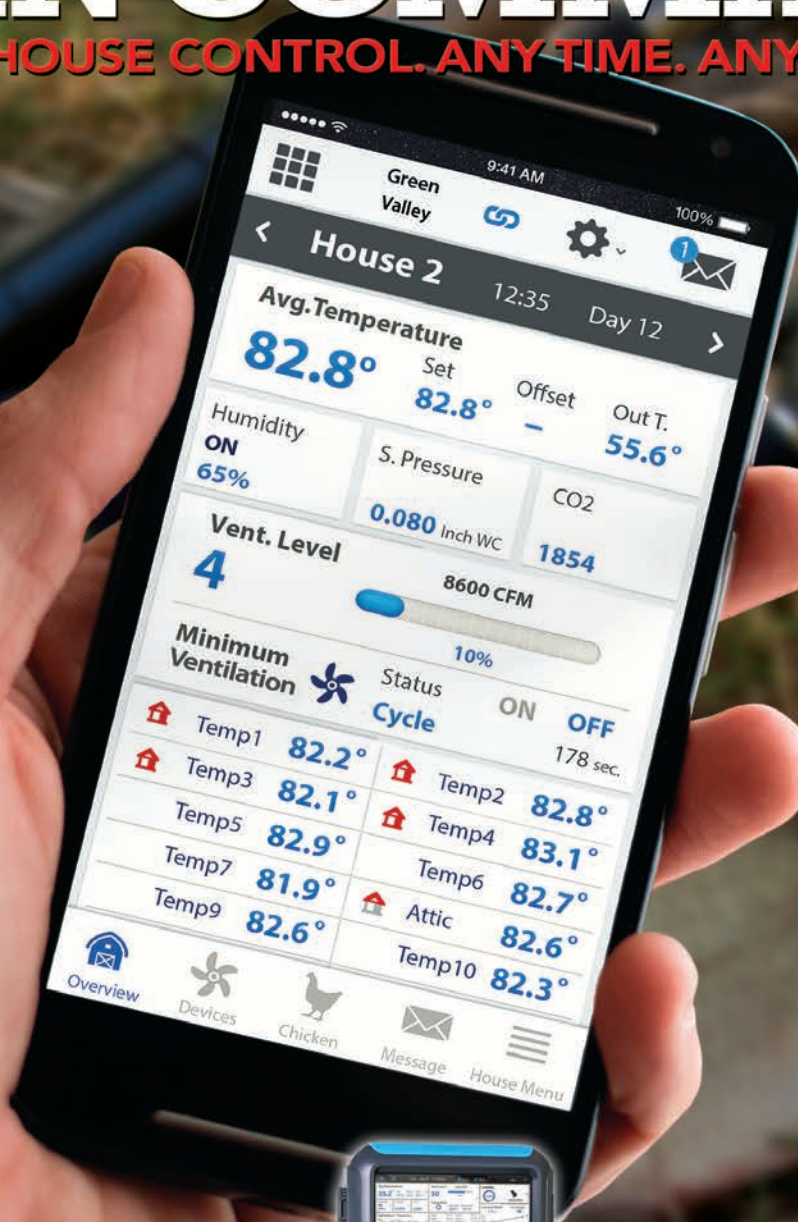 HOUSE CONTROL. ANY TIME. ANY
9:41 AM
100%
Green
Valley
1
House 2 12:35 Day 12
Avg.Temperature
82.8°
Set
82.8°
Offset
–
Out T.
55.6°
Humidity
ON
65%
S. Pressure
0.080 Inch WC
CO2
1854
Vent. Level
4
8600 CFM
10%
Minimum
Ventilation
Status
Cycle
ON OFF
178 sec.
Temp1 82.2° Temp2 82.8°
Temp3 82.1° Temp4 83.1°
Temp5 82.9° Temp6 82.7°
Temp7 81.9° Attic 82.6°
Temp9 82.6° Temp10 82.3°
Overview Devices Chicken Message House Menu